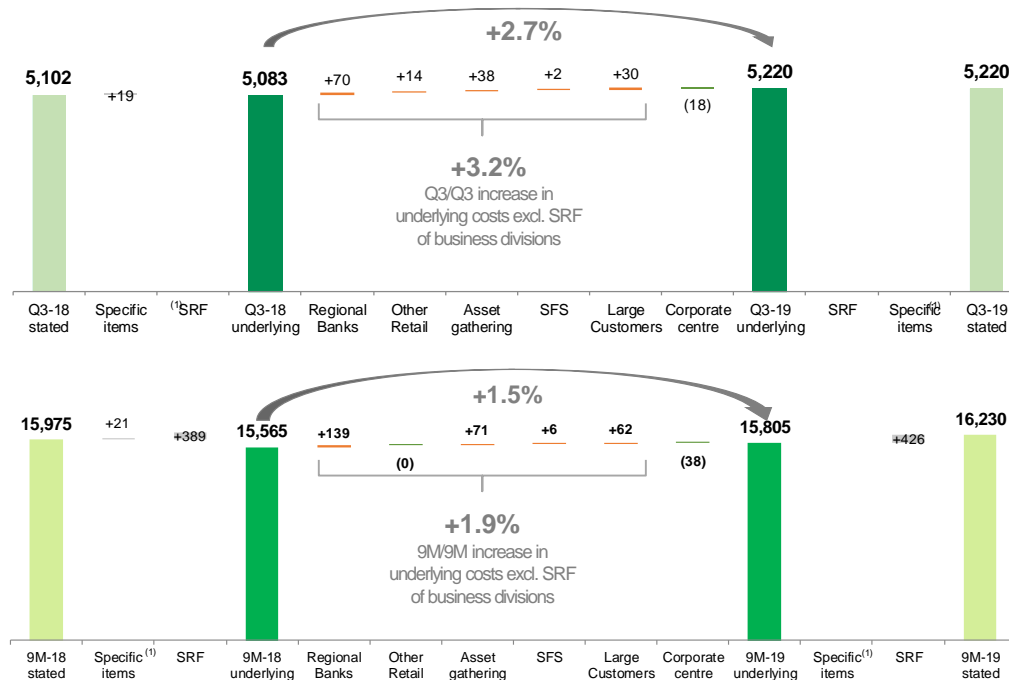 +2.7%
5,102
+19
5,083
+70
+14
+38
+2
+30
(18)
5,220
5,220
+3.2%
Q3/Q3 increase in
underlying costs excl. SRF
of business divisions
Q3-18
stated
Specific (1)
items
SRF
Q3-18
underlying
Regional
Banks
Other
Retail
Asset
gathering
SFS
Large
Customers
Corporate
centre
Q3-19
underlying
SRF
Specific(1)
items
Q3-19
stated
+1.5%
15,975
+21
+389
15,565
+139
(0)
+71
+6
+62
(38)
15,805
+426
16,230
+1.9%
9M/9M increase in
underlying costs excl. SRF
of business divisions
9M-18
stated
Specific (1)
items
SRF
9M-18
underlying
Regional
Banks
Other
Retail
Asset
gathering
SFS
Large
Customers
Corporate
centre
9M-19
underlying
Specific(1)
items
SRF
9M-19
stated